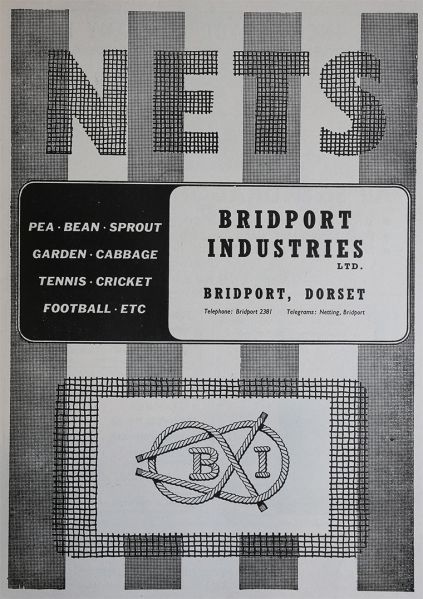 NETS
PEA · BEAN · SPROUT
GARDEN · CABBAGE
TENNIS · CRICKET
FOOTBALL · ETC
BRIDPORT
INDUSTRIES
LTD.
BRIDPORT, DORSET
Telephone: Bridport 2381 Telegrams: Netting, Bridport
B I